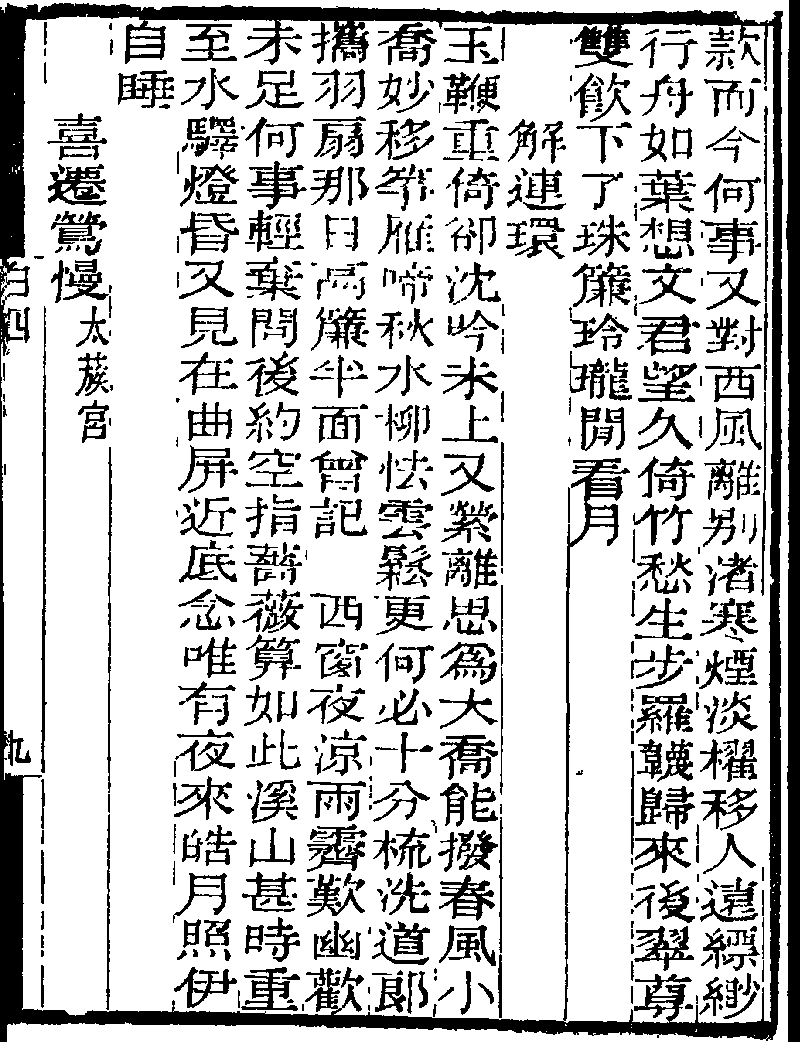 款而今何事又對西風離別渚寒煙淡櫂移人遠縹緲
行舟如葉想文君望久倚竹愁生步羅韈歸來後翠尊
雙飲下了珠簾玲瓏閒看月
解連環
玉鞭重倚卻沈吟未上又縈離思爲大喬能撥春風小
喬妙移箏雁啼秋水柳怯雲鬆更何必十分梳洗道郎
攜羽扇那日鬲簾半面曾記　西窗夜涼雨霽歎幽歡
未足何事輕棄問後約空指薔薇算如此溪山甚時重
至水驛燈昏又見在曲屏近底念唯有夜來皓月照伊
自睡
喜遷鶯慢太蔟宮
白四
九